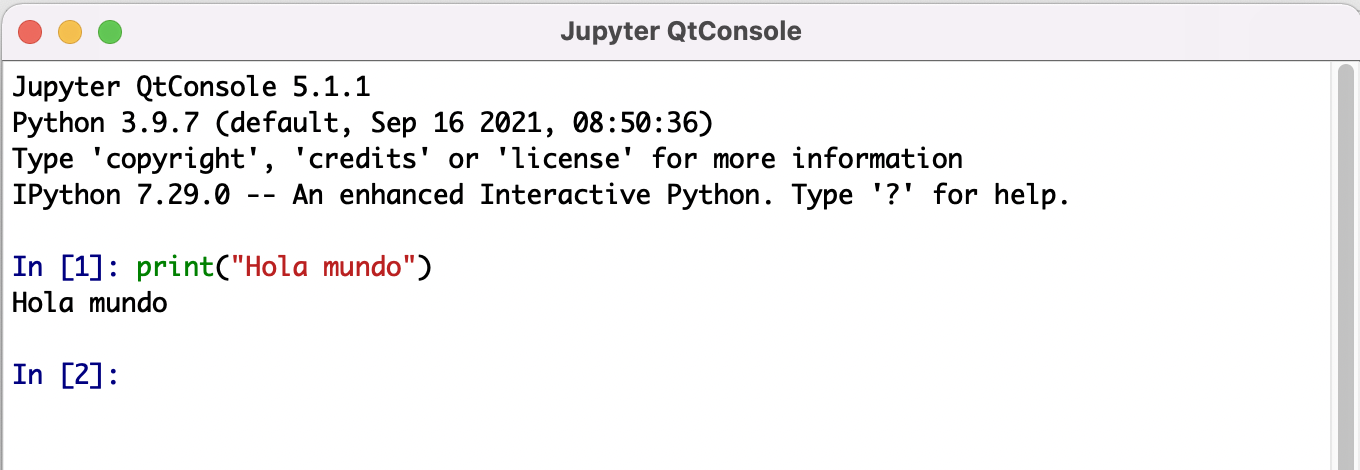 Jupyter QtConsole
Jupyter QtConsole 5.1.1
Python 3.9.7 (default, Sep 16 2021, 08:50:36)
Type 'copyright', 'credits' or 'license' for more information
IPython 7.29.0 -- An enhanced Interactive Python. Type '?' for help.
In [1]: print("Hola mundo")
Hola mundo
In [2]: